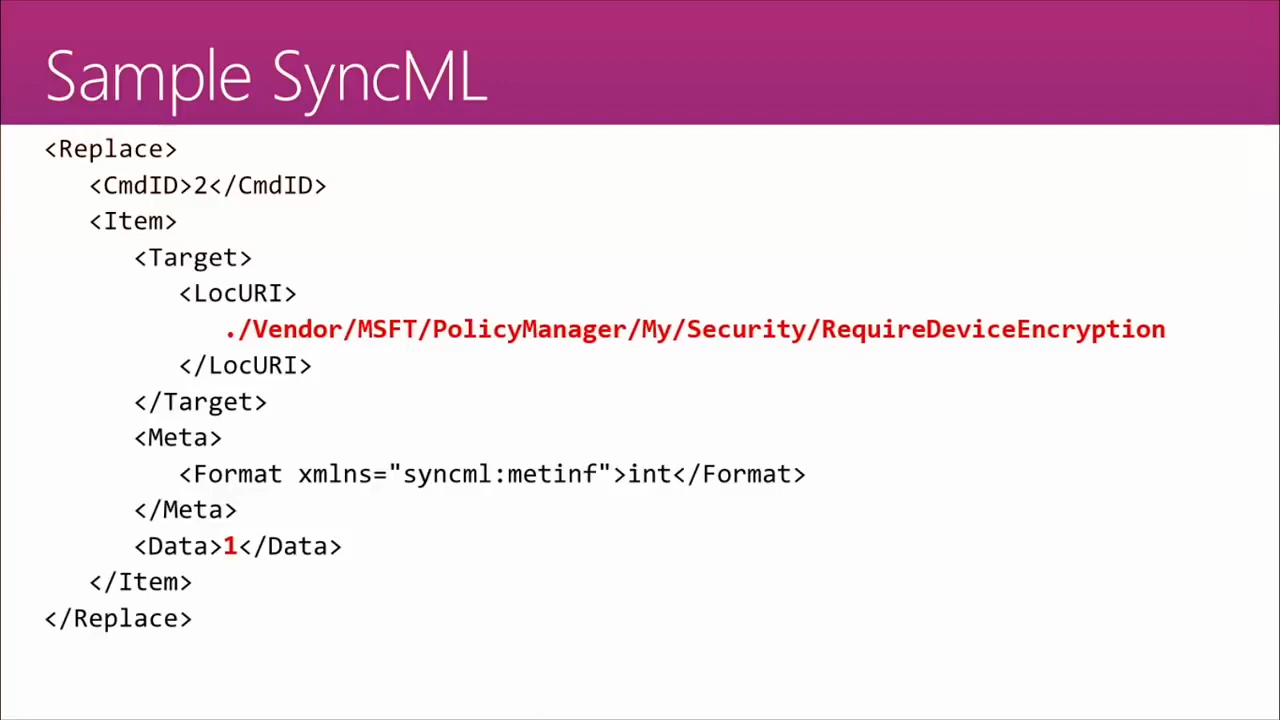 Sample SyncML
<Replace>
<CmdID>2</CmdID>
<Item>
<Target>
<LocURI>
./Vendor/MSFT/PolicyManager/My/Security/RequireDeviceEncryption
</LocURI>
</Target>
<Meta>
<Format xmlns="syncml:metinf">int</Format>
</Meta>
<Data>1</Data>
</Item>
</Replace>